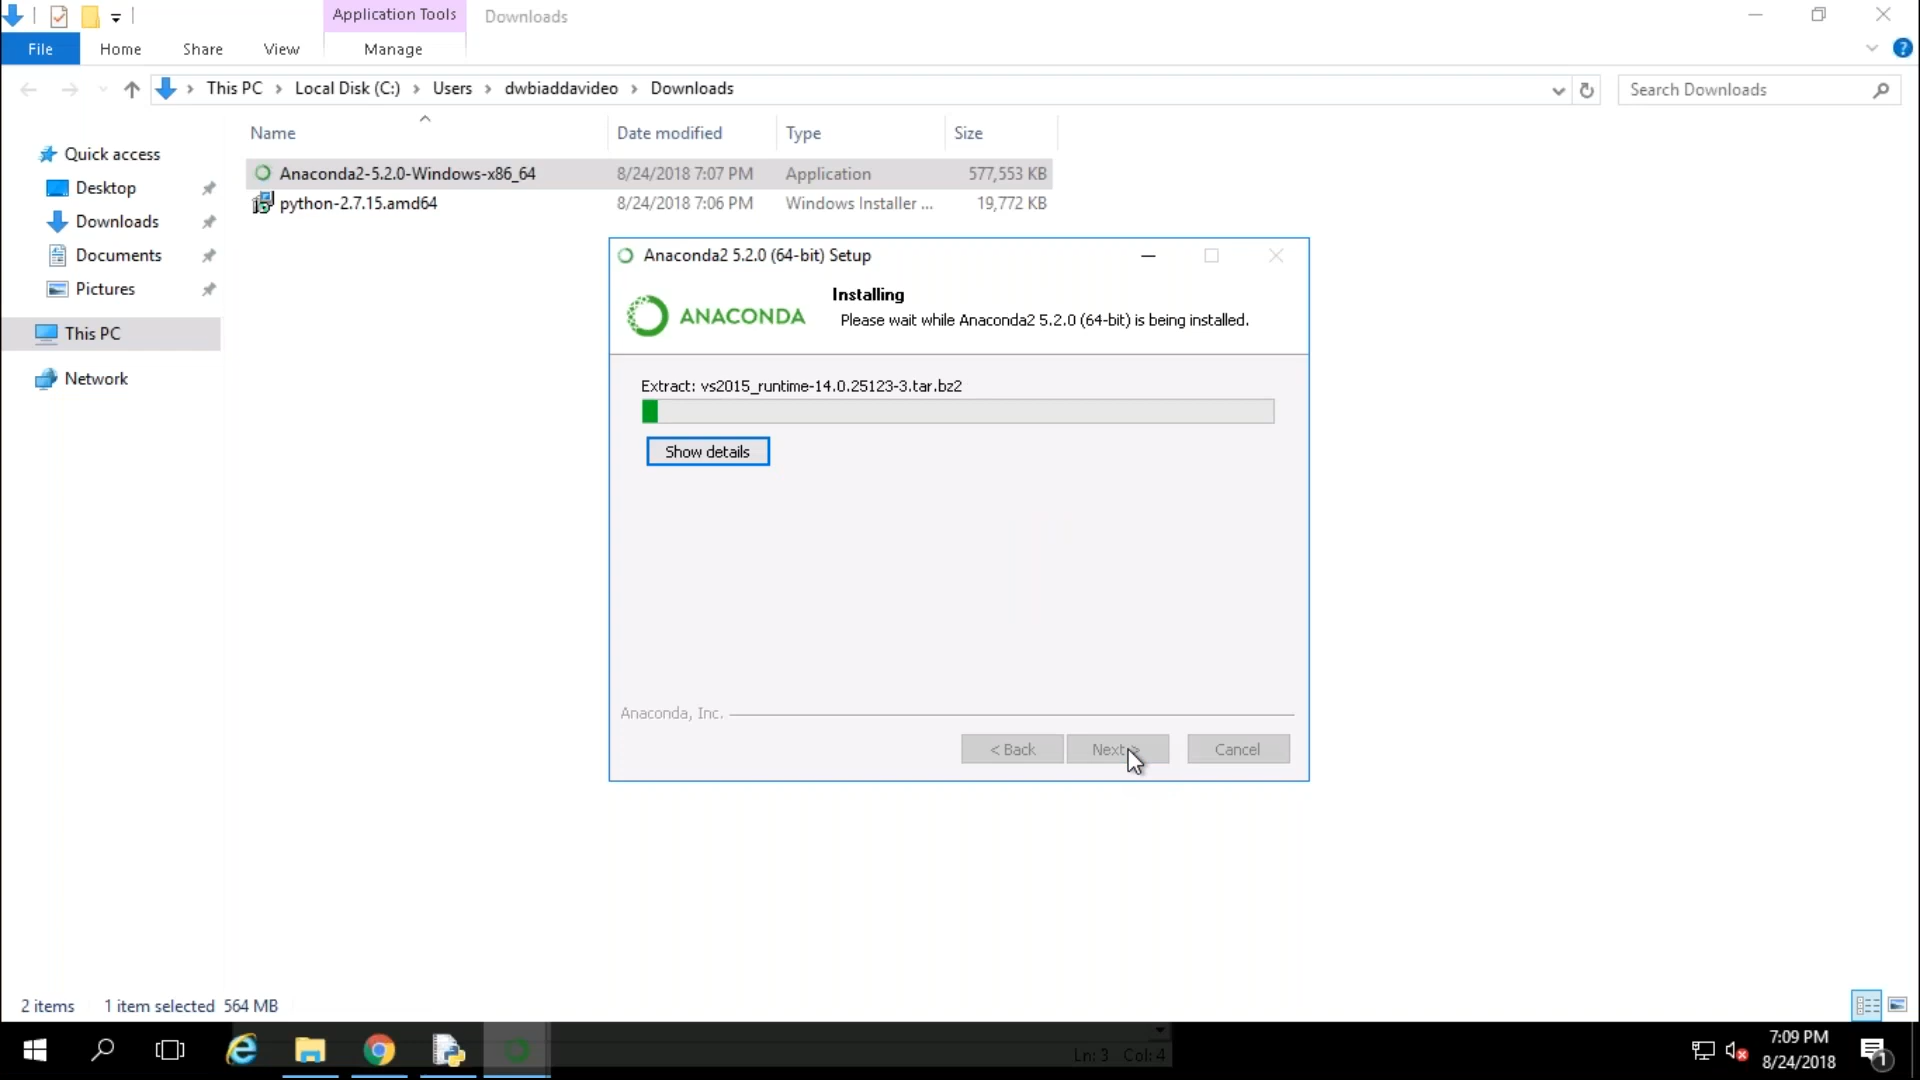 Application Tools
Downloads
File
Home
Share
View
Manage
?
This PC
Local Disk (C:)
Users
dwbiaddavideo
Downloads
Search Downloads
Name
Date modified
Type
Size
Quick access
Desktop
Downloads
Documents
Pictures
This PC
Network
Anaconda2-5.2.0-Windows-x86_64
8/24/2018 7:07 PM
Application
577,553 KB
python-2.7.15.amd64
8/24/2018 7:06 PM
Windows Installer ...
19,772 KB
Anaconda2 5.2.0 (64-bit) Setup
ANACONDA
Installing
Please wait while Anaconda2 5.2.0 (64-bit) is being installed.
Extract: vs2015_runtime-14.0.25123-3.tar.bz2
Show details
Anaconda, Inc.
< Back
Next >
Cancel
2 items
1 item selected 564 MB
Ln: 3 Col: 4
7:09 PM
8/24/2018
1